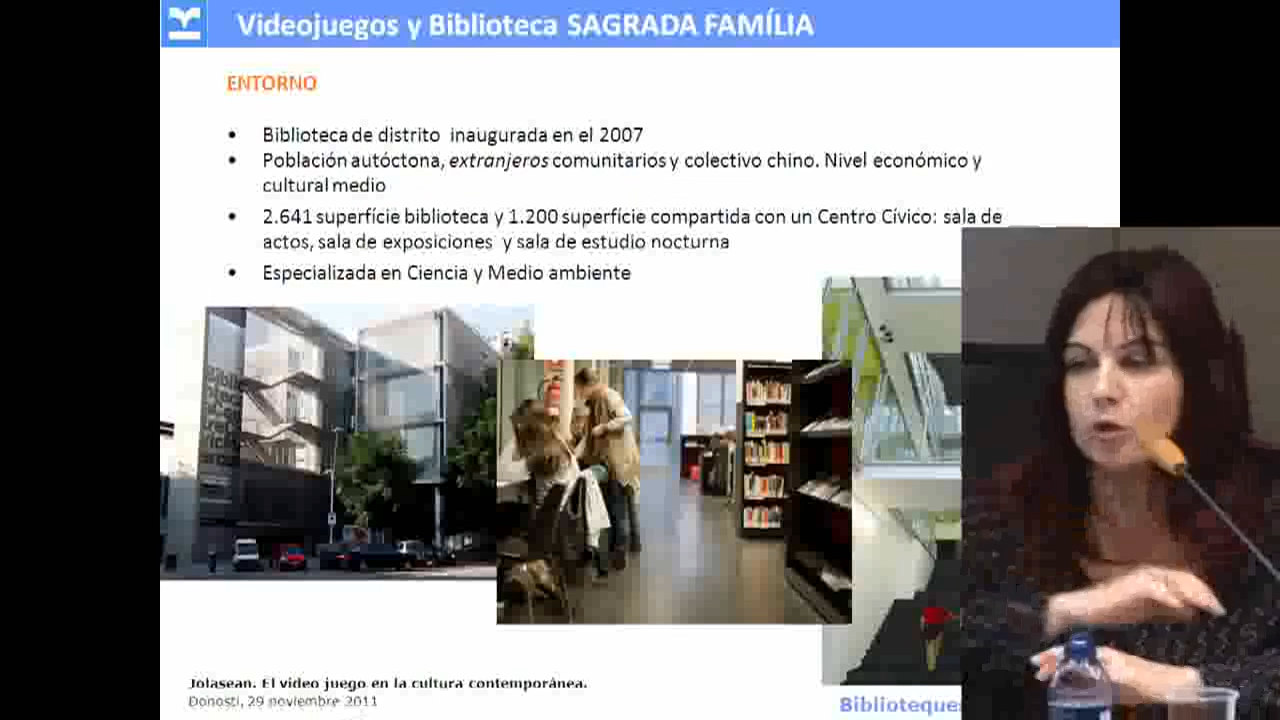 Videojuegos y Biblioteca SAGRADA FAMÍLIA
ENTORNO
• Biblioteca de distrito inaugurada en el 2007
• Población autóctona, extranjeros comunitarios y colectivo chino. Nivel económico y
cultural medio
• 2.641 superfície biblioteca y 1.200 superfície compartida con un Centro Cívico: sala de
actos, sala de exposiciones y sala de estudio nocturna
• Especializada en Ciencia y Medio ambiente
Jolasean. El video juego en la cultura contemporánea.
Donosti, 29 noviembre 2011
Biblioteques